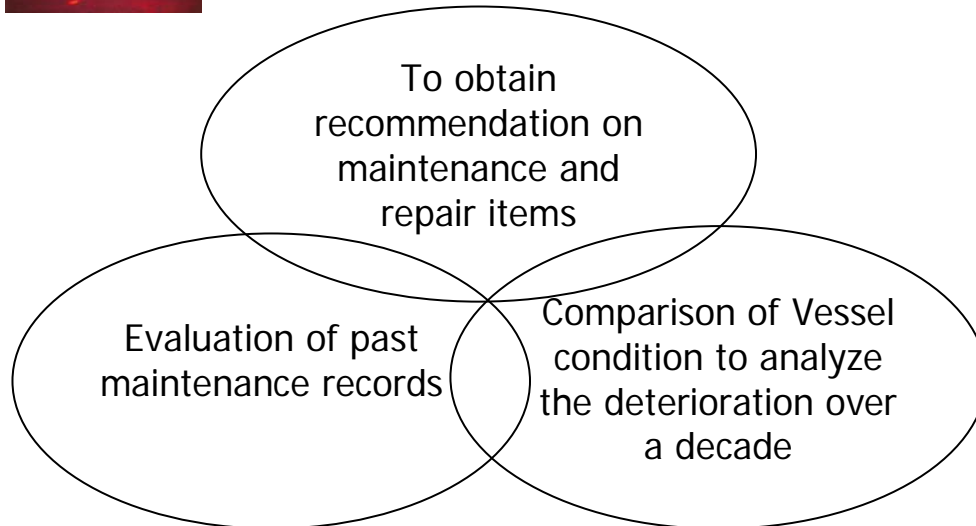 To obtain
recommendation on
maintenance and
repair items
Evaluation of past
maintenance records
Comparison of Vessel
condition to analyze
the deterioration over
a decade